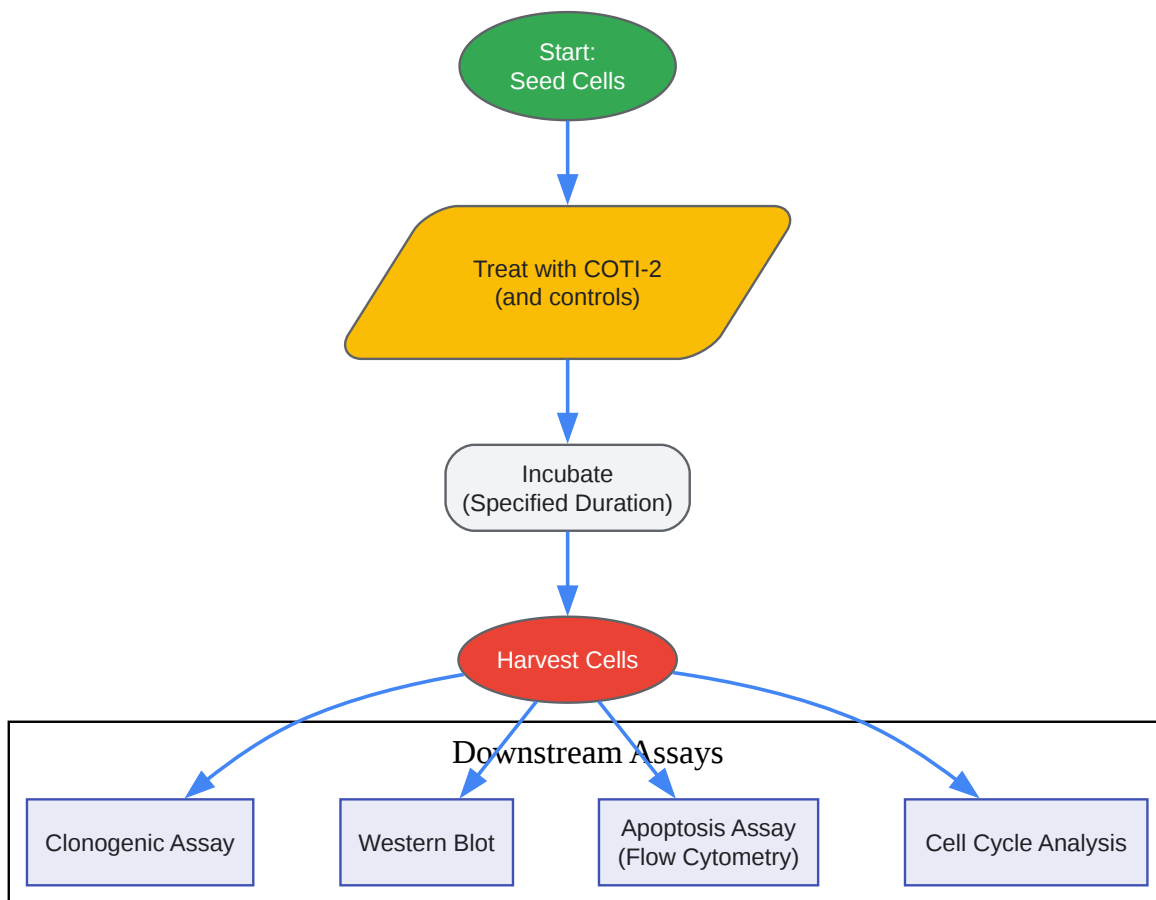 Start:
Seed Cells
Treat with COTI-2
(and controls)
Incubate
(Specified Duration)
Harvest Cells
Downstream Assays
Clonogenic Assay
Western Blot
Apoptosis Assay
(Flow Cytometry)
Cell Cycle Analysis